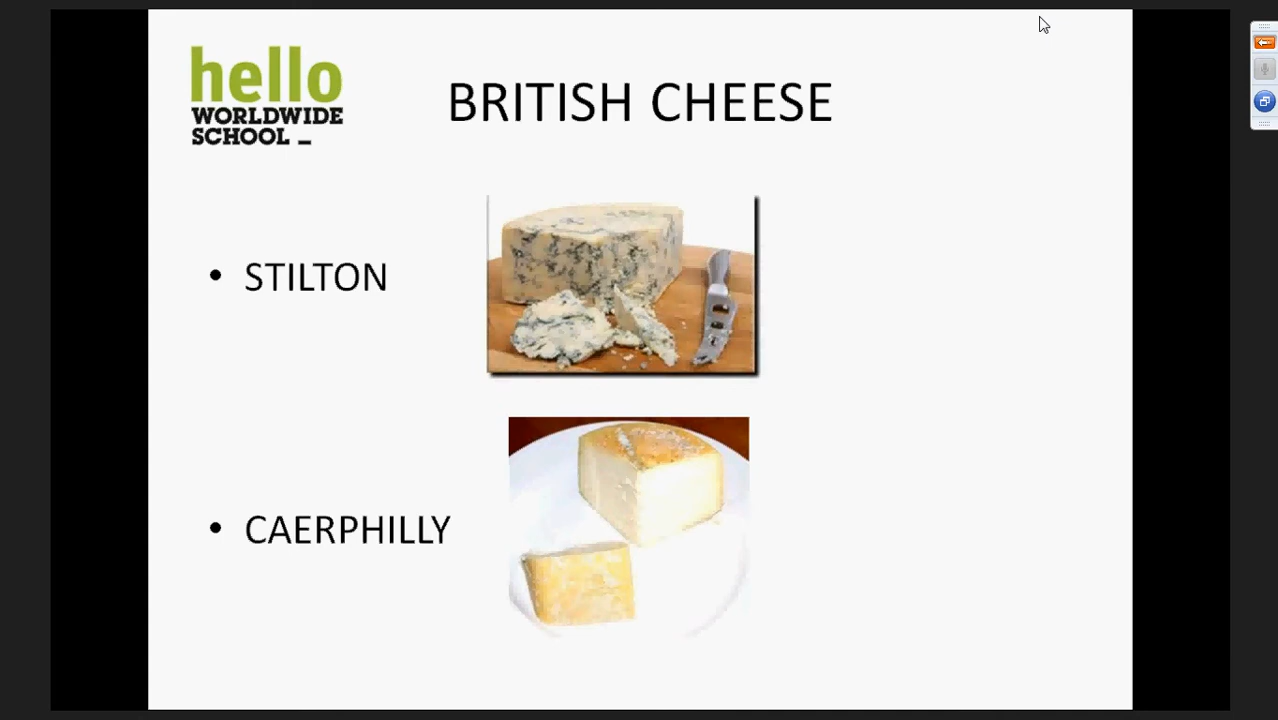 hello
WORLDWIDE
SCHOOL _
BRITISH CHEESE
• STILTON
• CAERPHILLY